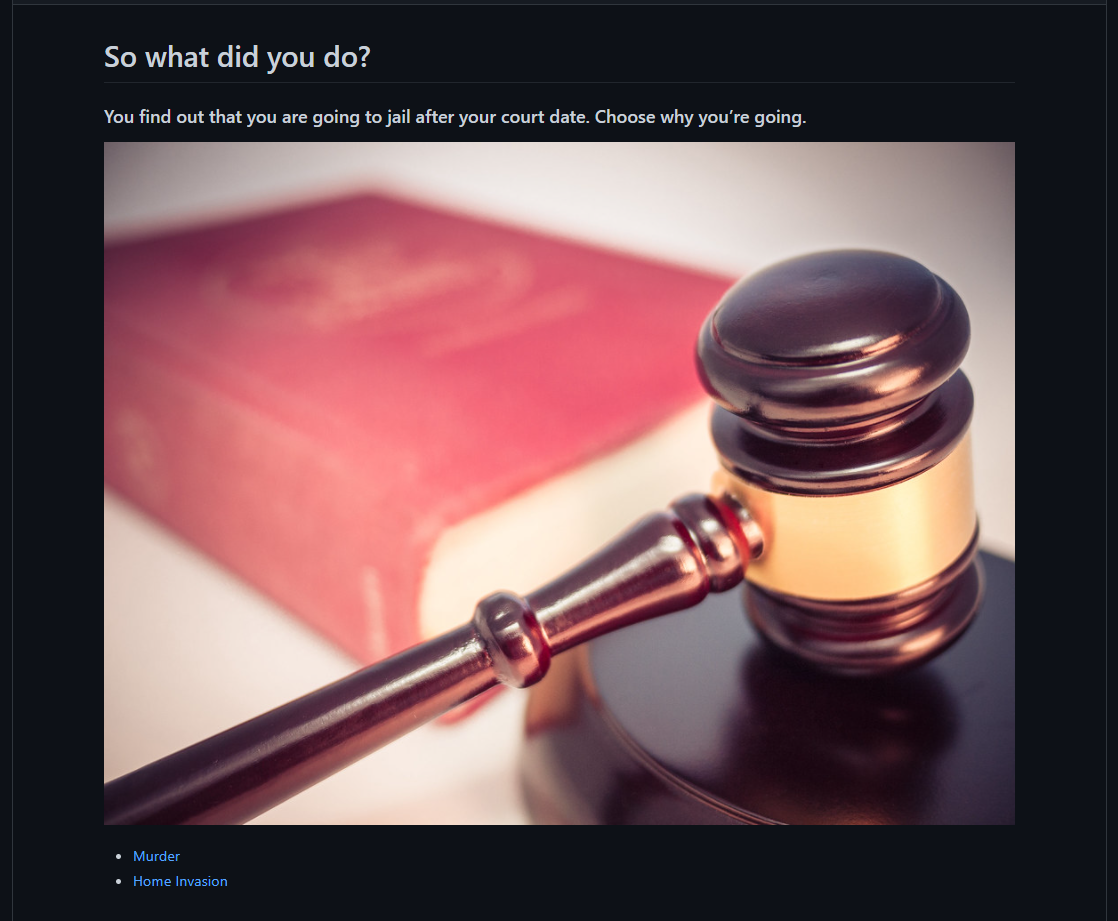 So what did you do?
You find out that you are going to jail after your court date. Choose why you’re going.
Murder
Home Invasion